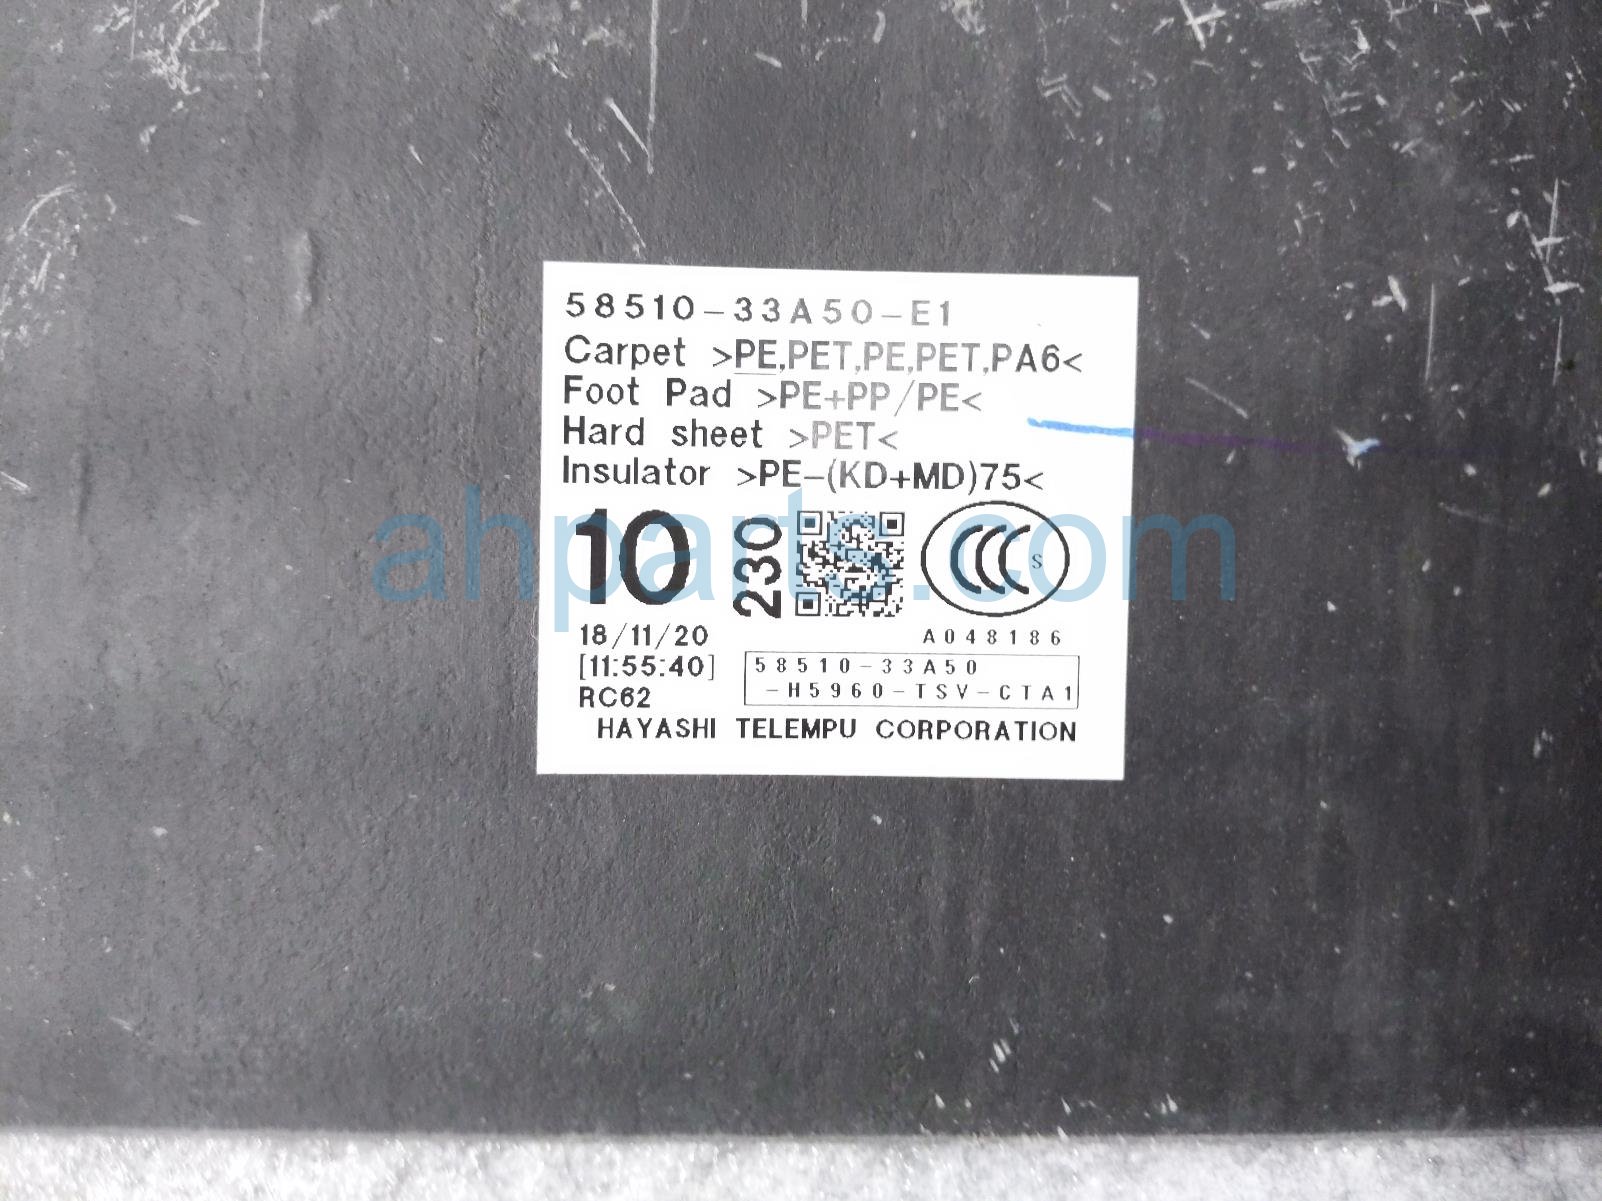 58510-33A50-E1
Carpet >PE,PET,PE,PET,PA6<
Foot Pad >PE+PP/PE<
Hard sheet >PET<
Insulator >PE-(KD+MD)75<
10
230
CCC S
ahparts.com
18/11/20
A048186
[11:55:40]
58510-33A50
-H5960-TSV-CTA1
RC62
HAYASHI TELEMPU CORPORATION